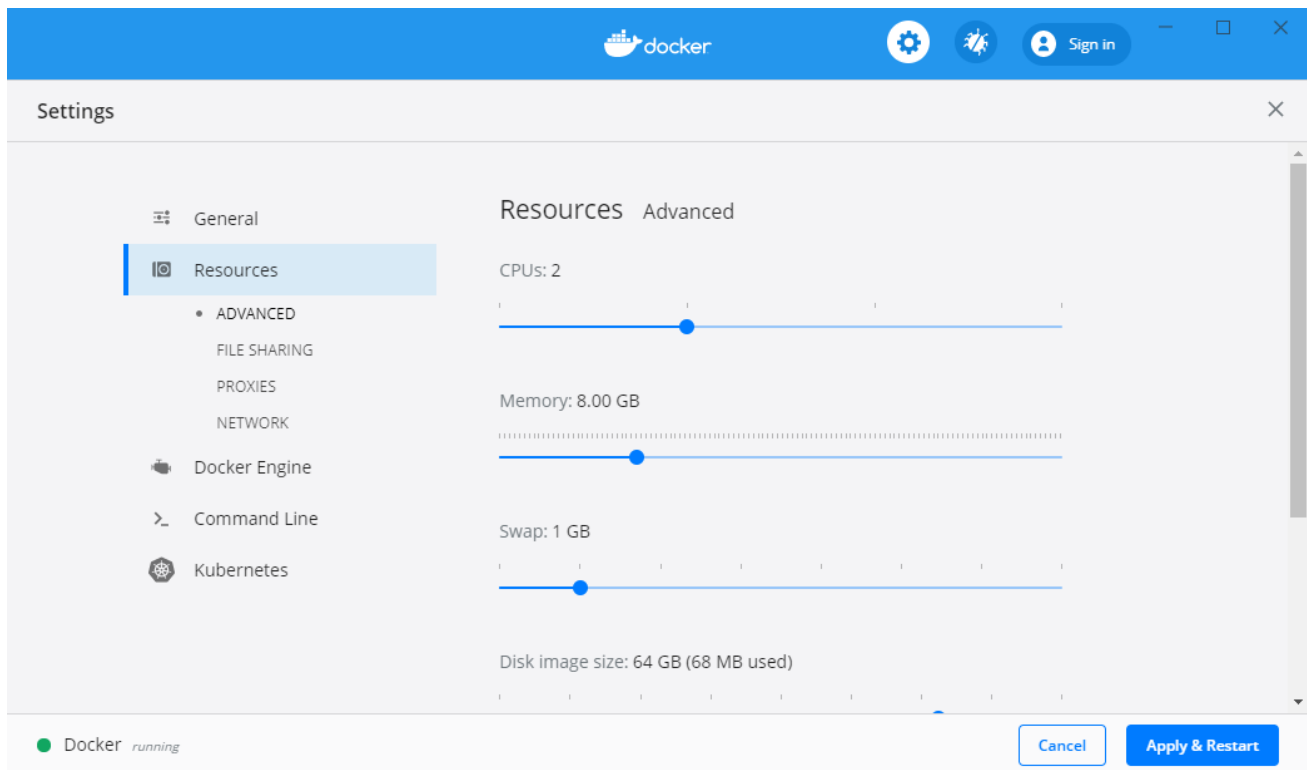 docker
Sign in
Settings
General
Resources
ADVANCED
FILE SHARING
PROXIES
NETWORK
Docker Engine
Command Line
Kubernetes
Resources Advanced
CPUs: 2
Memory: 8.00 GB
Swap: 1 GB
Disk image size: 64 GB (68 MB used)
Docker running
Cancel
Apply & Restart